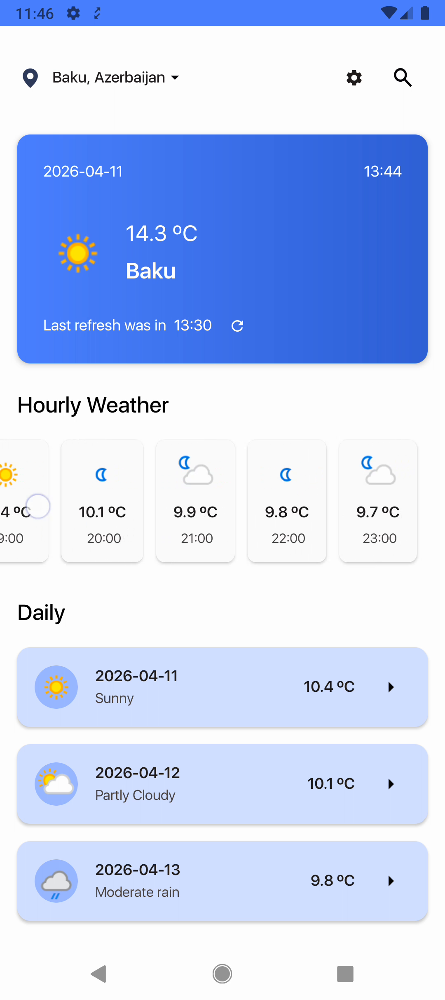 11:46
Baku, Azerbaijan
2026-04-11 13:44
14.3 ºC
Baku
Last refresh was in 13:30
Hourly Weather
4 ºC 10.1 ºC 9.9 ºC 9.8 ºC 9.7 ºC
9:00 20:00 21:00 22:00 23:00
Daily
2026-04-11
Sunny
10.4 ºC
2026-04-12
Partly Cloudy
10.1 ºC
2026-04-13
Moderate rain
9.8 ºC